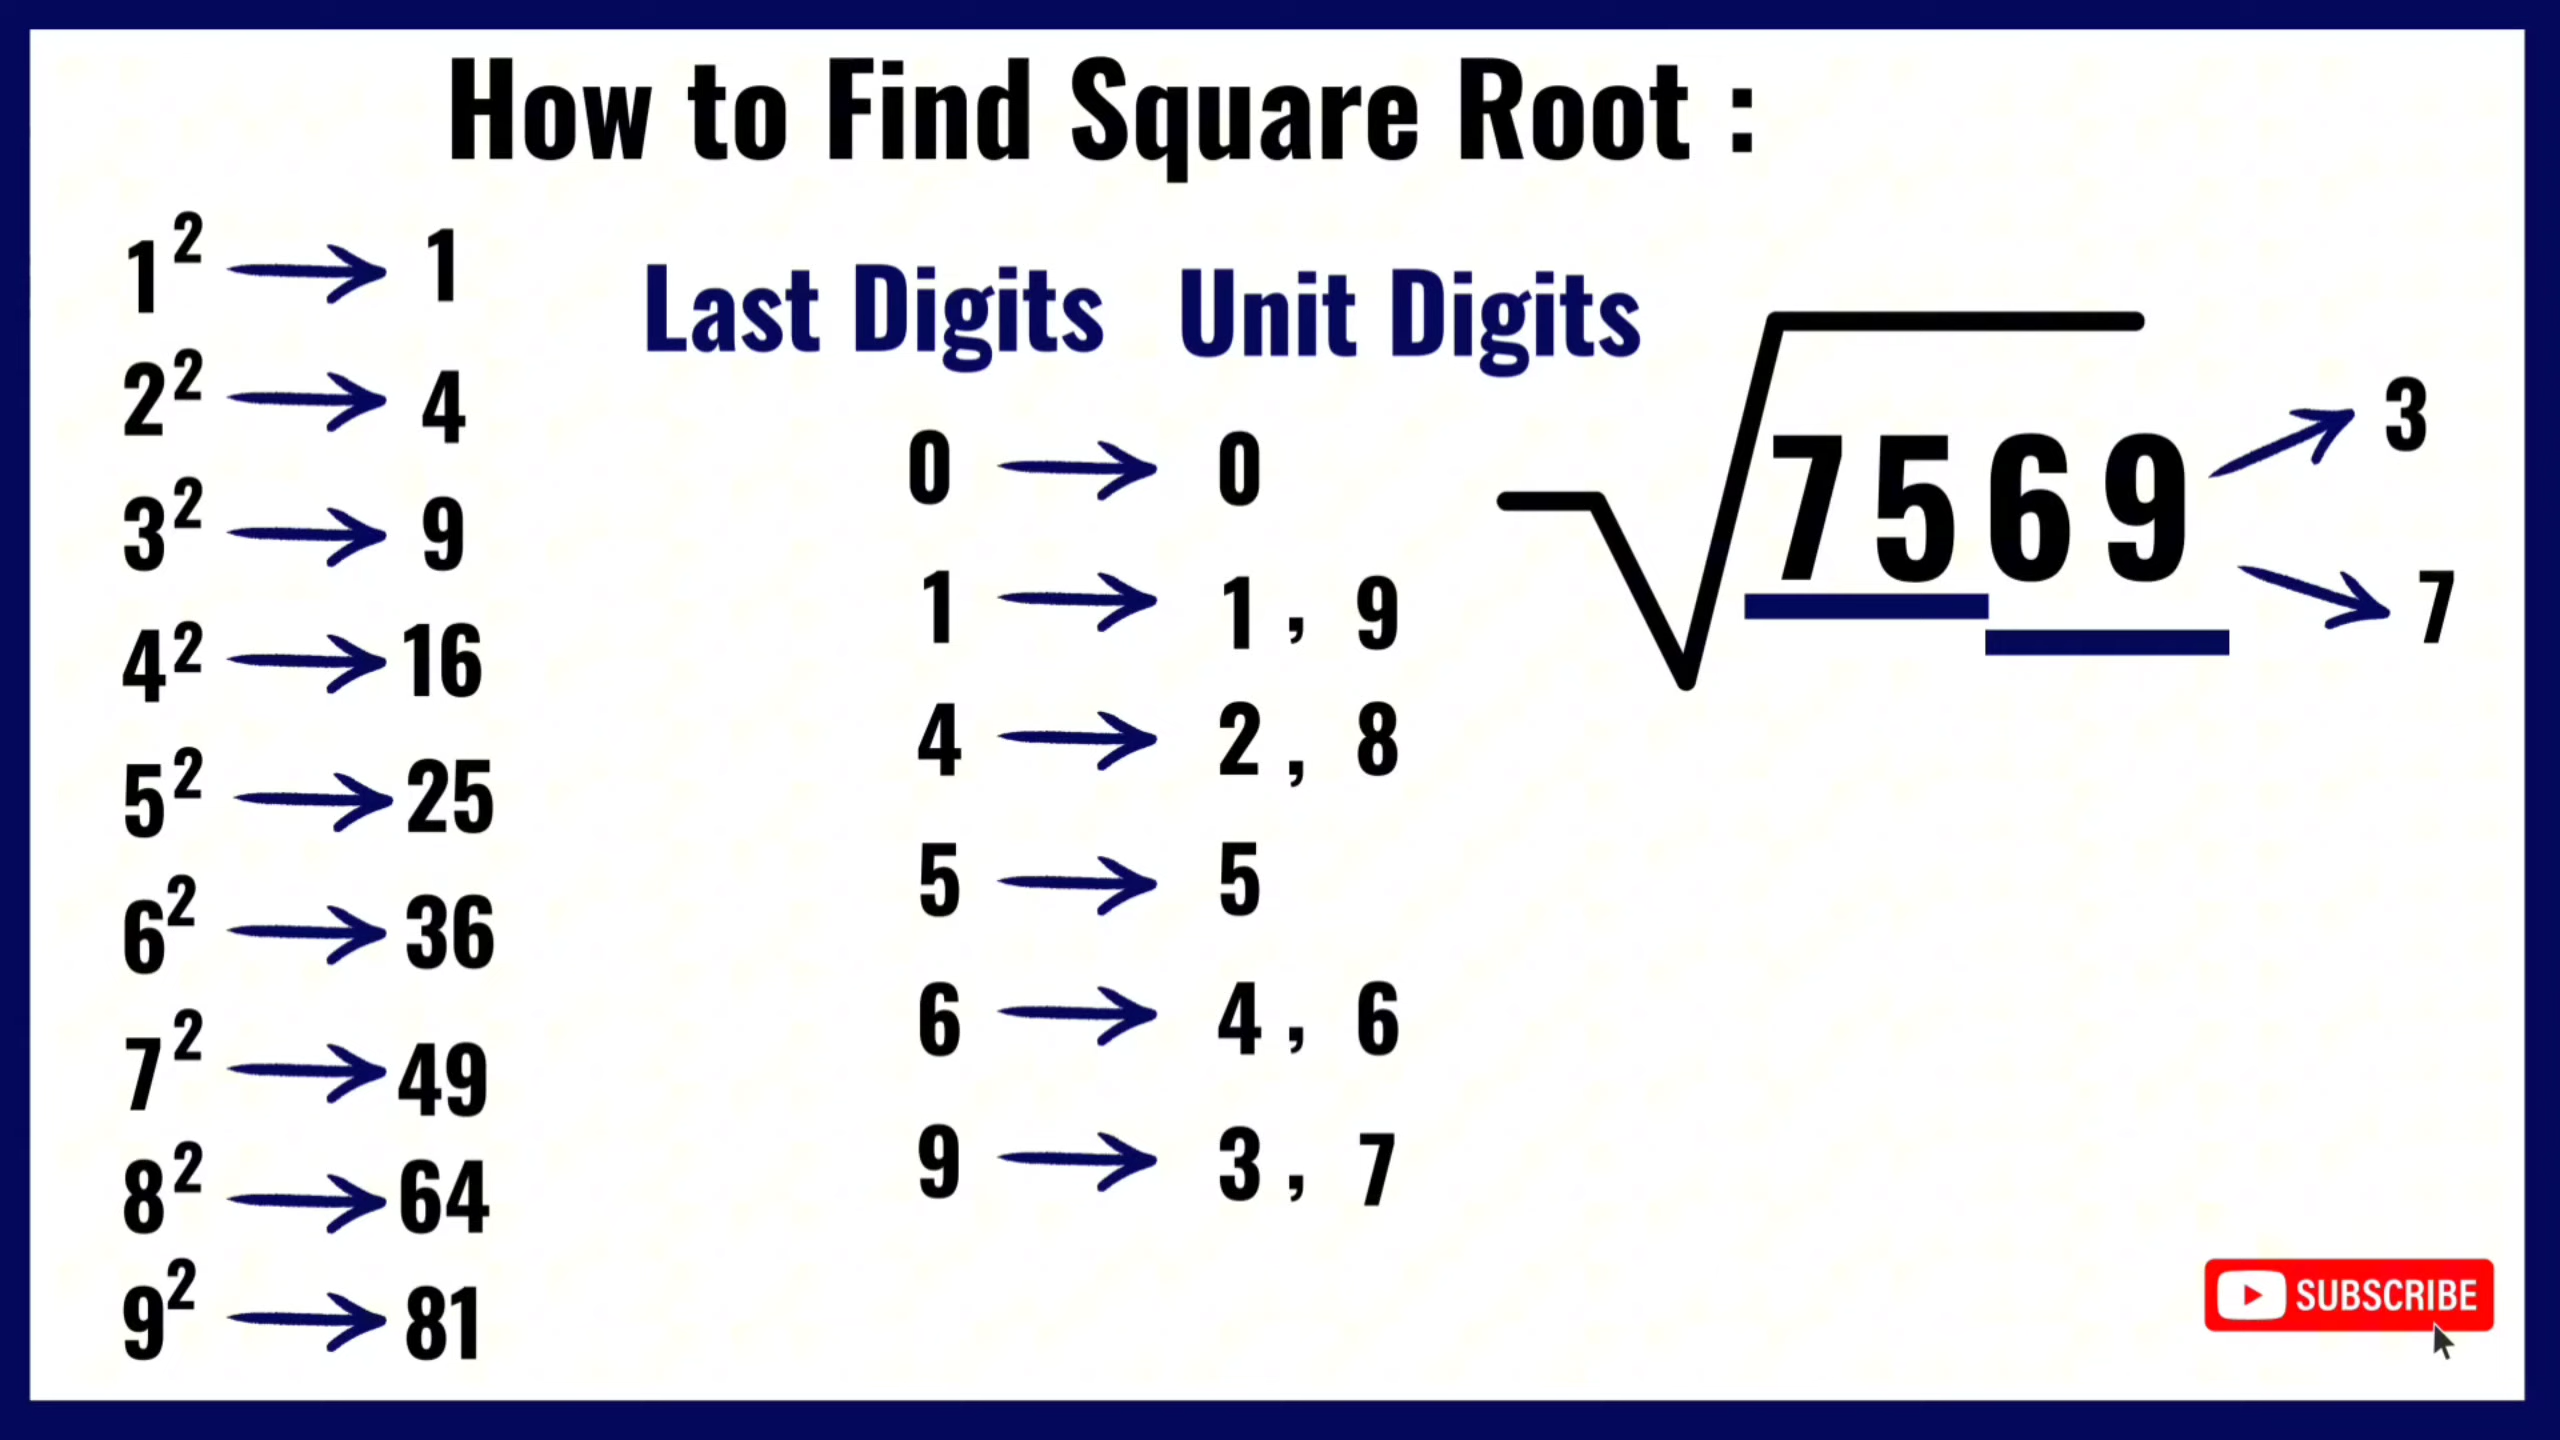 How to Find Square Root :
1² → 1
2² → 4
3² → 9
4² → 16
5² → 25
6² → 36
7² → 49
8² → 64
9² → 81
Last Digits Unit Digits
0 → 0
1 → 1 , 9
4 → 2 , 8
5 → 5
6 → 4 , 6
9 → 3 , 7
√7569
3
7
SUBSCRIBE